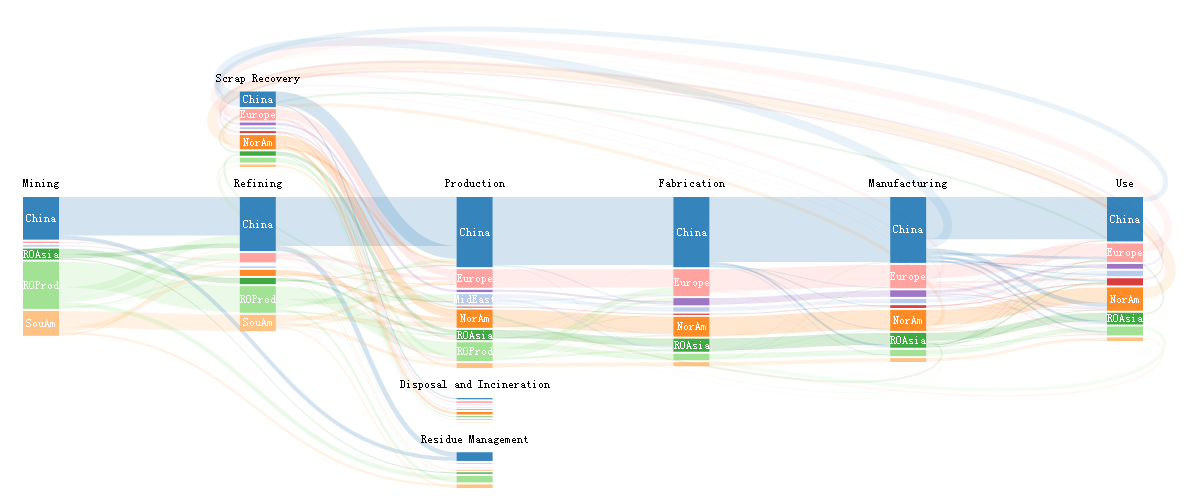 Scrap Recovery
China
Europe
NorAm
Mining
Refining
Production
Fabrication
Manufacturing
Use
China
ROAsia
ROProd
SouAm
China
ROProd
SouAm
China
Europe
MidEast
NorAm
ROAsia
ROProd
China
Europe
NorAm
ROAsia
China
Europe
NorAm
ROAsia
China
Europe
NorAm
ROAsia
Disposal and Incineration
Residue Management